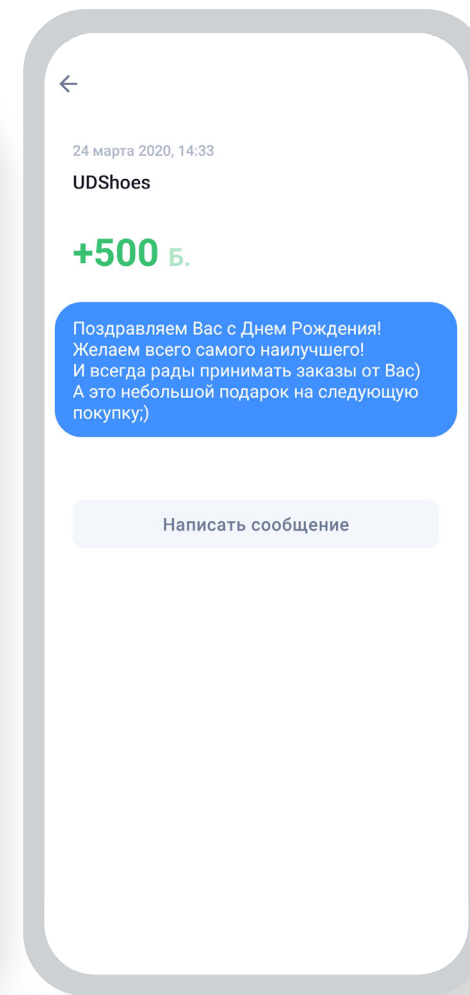 24 марта 2020, 14:33
UDShoes
+500 Б.
Поздравляем Вас с Днем Рождения!
Желаем всего самого наилучшего!
И всегда рады принимать заказы от Вас)
А это небольшой подарок на следующую
покупку;)
Написать сообщение